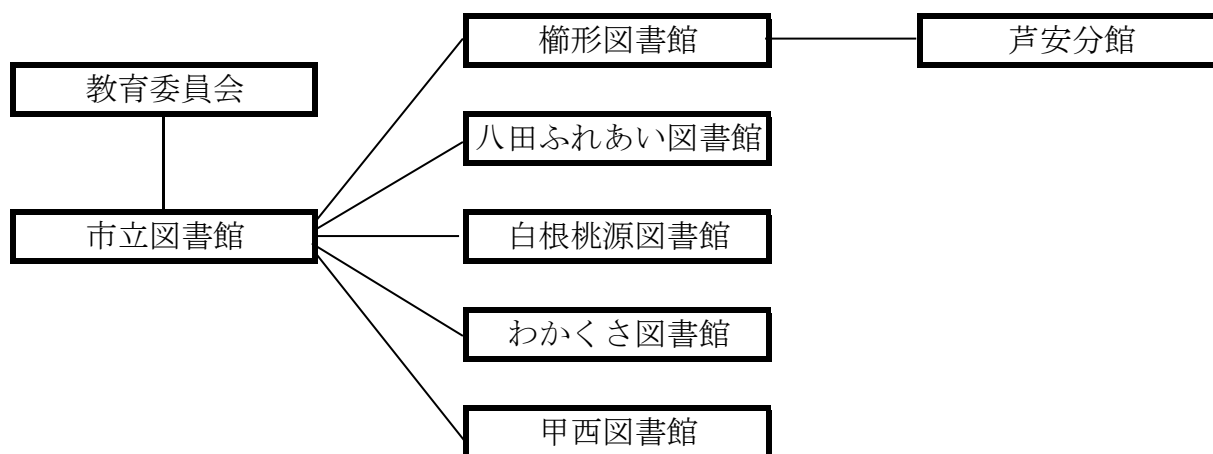 櫛形図書館
芦安分館
教育委員会
八田ふれあい図書館
市立図書館
白根桃源図書館
わかくさ図書館
甲西図書館